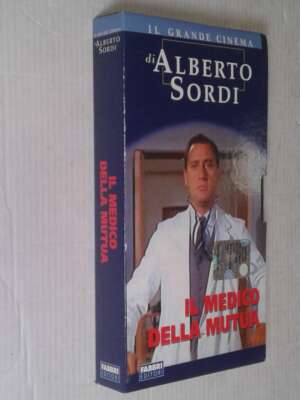 IL GRANDE CINEMA
di ALBERTO
SORDI
IL MEDICO
DELLA MUTUA
FABBRI
EDITORI
di ALBERTO
SORDI
IL MEDICO
DELLA MUTUA
FABBRI
EDITORI